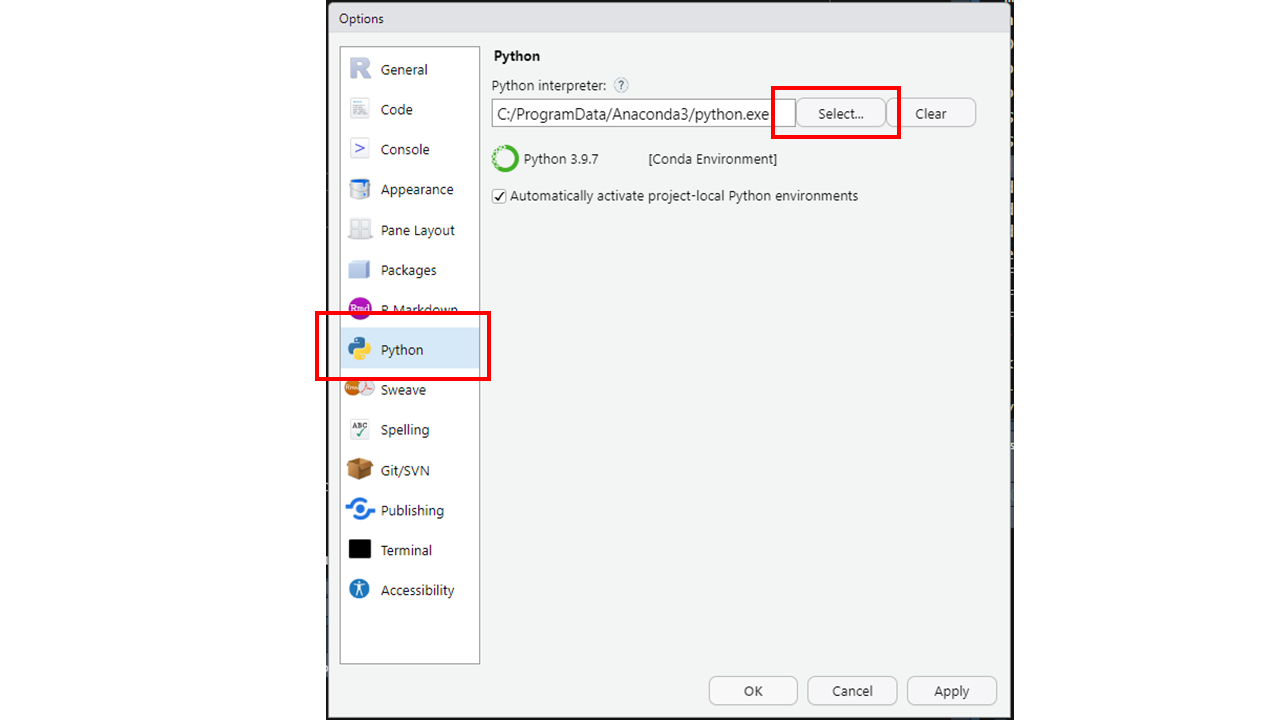 Options
General
Code
Console
Appearance
Pane Layout
Packages
Rmd R Markdown
Python
Sweave
ABC Spelling
Git/SVN
Publishing
Terminal
Accessibility
Python
Python interpreter: ?
C:/ProgramData/Anaconda3/python.exe Select... Clear
Python 3.9.7 [Conda Environment]
Automatically activate project-local Python environments
OK Cancel Apply